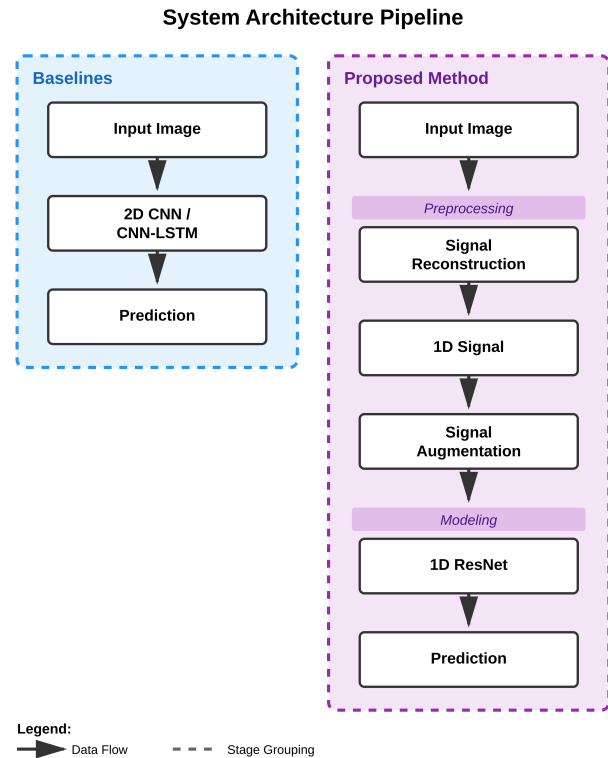 System Architecture Pipeline
Baselines
Input Image
2D CNN /
CNN-LSTM
Prediction
Proposed Method
Input Image
Preprocessing
Signal
Reconstruction
1D Signal
Signal
Augmentation
Modeling
1D ResNet
Prediction
Legend:
Data Flow
Stage Grouping